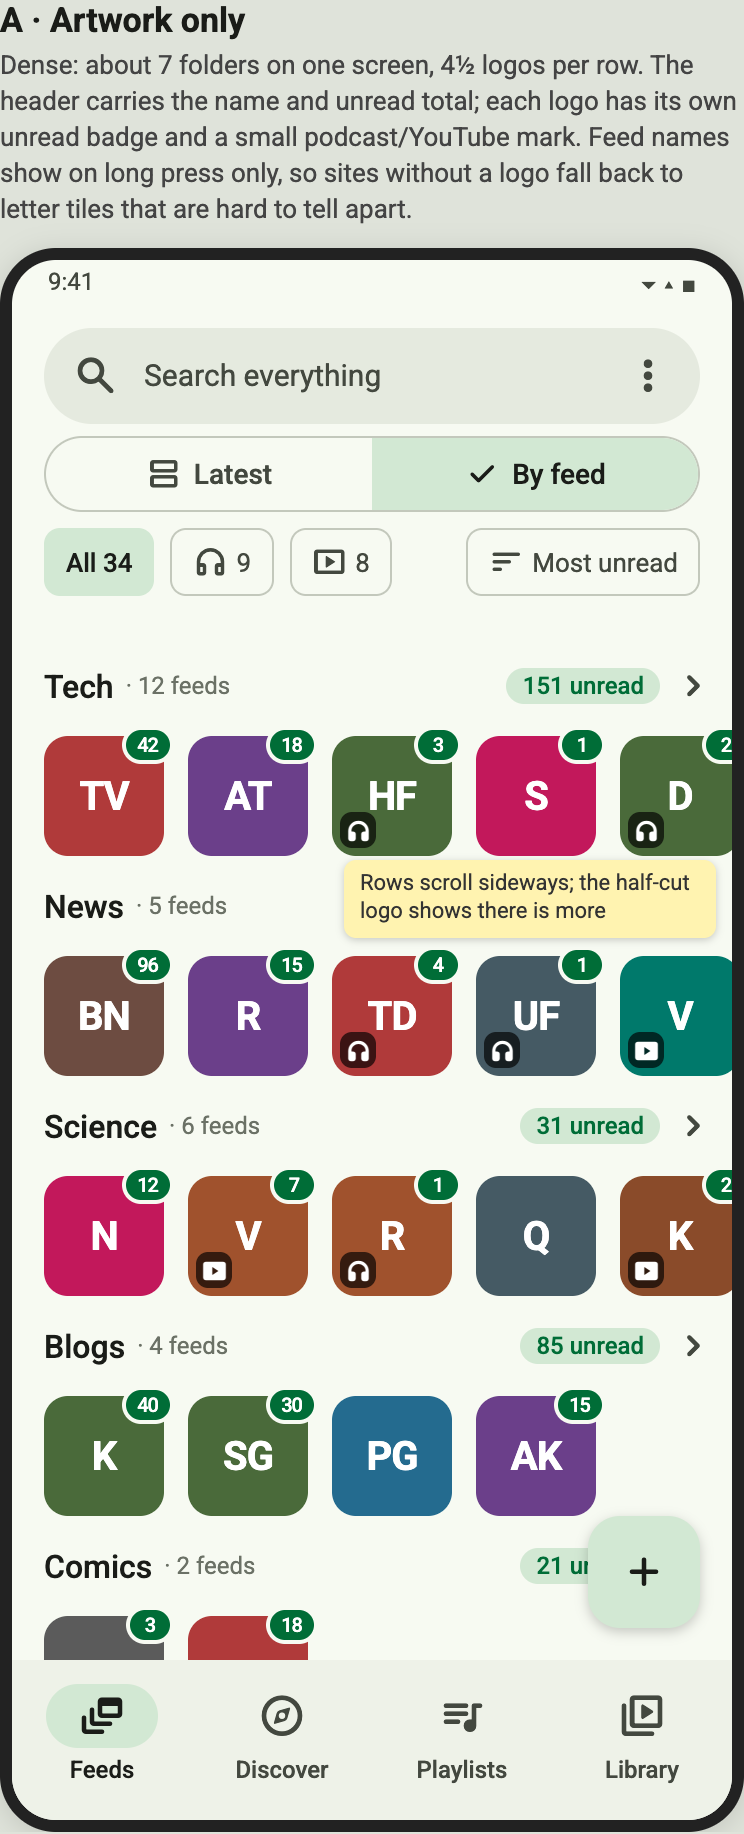 A · Artwork only
Dense: about 7 folders on one screen, 4½ logos per row. The
header carries the name and unread total; each logo has its own
unread badge and a small podcast/YouTube mark. Feed names
show on long press only, so sites without a logo fall back to
letter tiles that are hard to tell apart.
9:41
Search everything
Latest
By feed
All 34
9
8
Most unread
Tech · 12 feeds
151 unread
42
18
3
1
2
TV
AT
HF
S
D
Rows scroll sideways; the half-cut
logo shows there is more
News · 5 feeds
96
15
4
1
BN
R
TD
UF
V
Science · 6 feeds
31 unread
12
7
1
2
N
V
R
Q
K
Blogs · 4 feeds
85 unread
40
30
15
K
SG
PG
AK
Comics · 2 feeds
21
3
18
Feeds
Discover
Playlists
Library